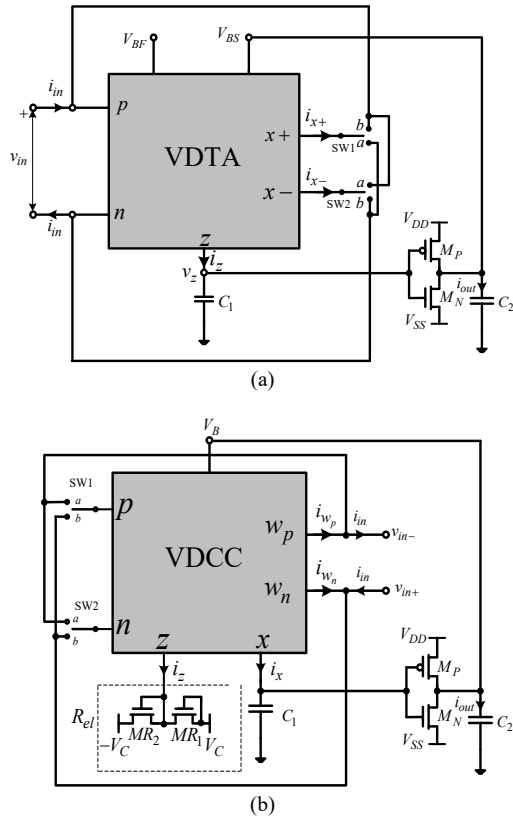 V_BF
V_BS
i_in
+
v_in
i_in
p
n
VDTA
x+
x−
z
i_x+
i_x−
SW1
SW2
b
a
a
b
v_z
i_z
C_1
V_DD
M_P
M_N
V_SS
i_out
C_2
(a)
V_B
SW1
a
b
SW2
a
b
p
n
VDCC
w_p
w_n
z
x
i_w_p
i_in
v_in−
i_w_n
i_in
v_in+
i_z
i_x
R_el
−V_C
MR_2
MR_1
V_C
C_1
V_DD
M_P
M_N
V_SS
i_out
C_2
(b)